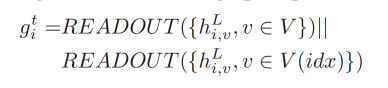 g_i^t = READOUT({h_{i,v}^L, v ∈ V})||
READOUT({h_{i,v}^L, v ∈ V(idx)})